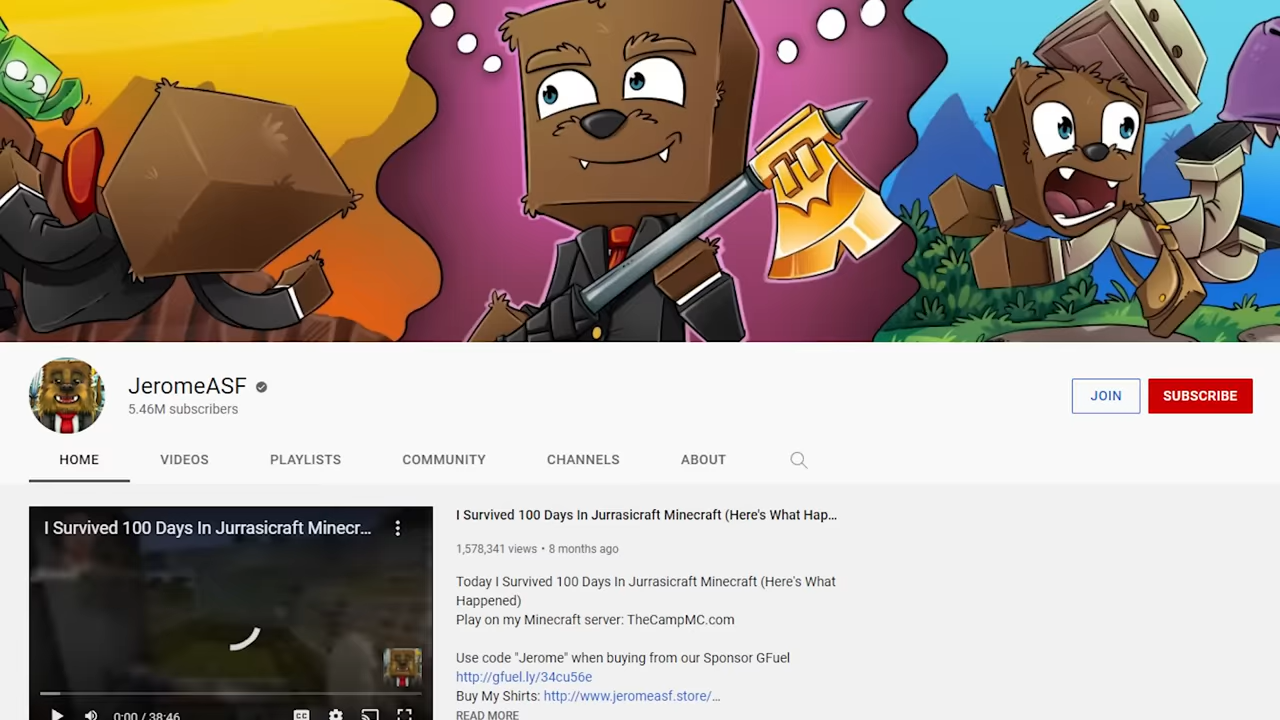 JeromeASF
5.46M subscribers
JOIN
SUBSCRIBE
HOME
VIDEOS
PLAYLISTS
COMMUNITY
CHANNELS
ABOUT
I Survived 100 Days In Jurrasicraft Minecr...
I Survived 100 Days In Jurrasicraft Minecraft (Here's What Hap...
1,578,341 views • 8 months ago
Today I Survived 100 Days In Jurrasicraft Minecraft (Here's What
Happened)
Play on my Minecraft server: TheCampMC.com
Use code "Jerome" when buying from our Sponsor GFuel
http://gfuel.ly/34cu56e
Buy My Shirts: http://www.jeromeasf.store/...
READ MORE
0:00 / 38:46
CC